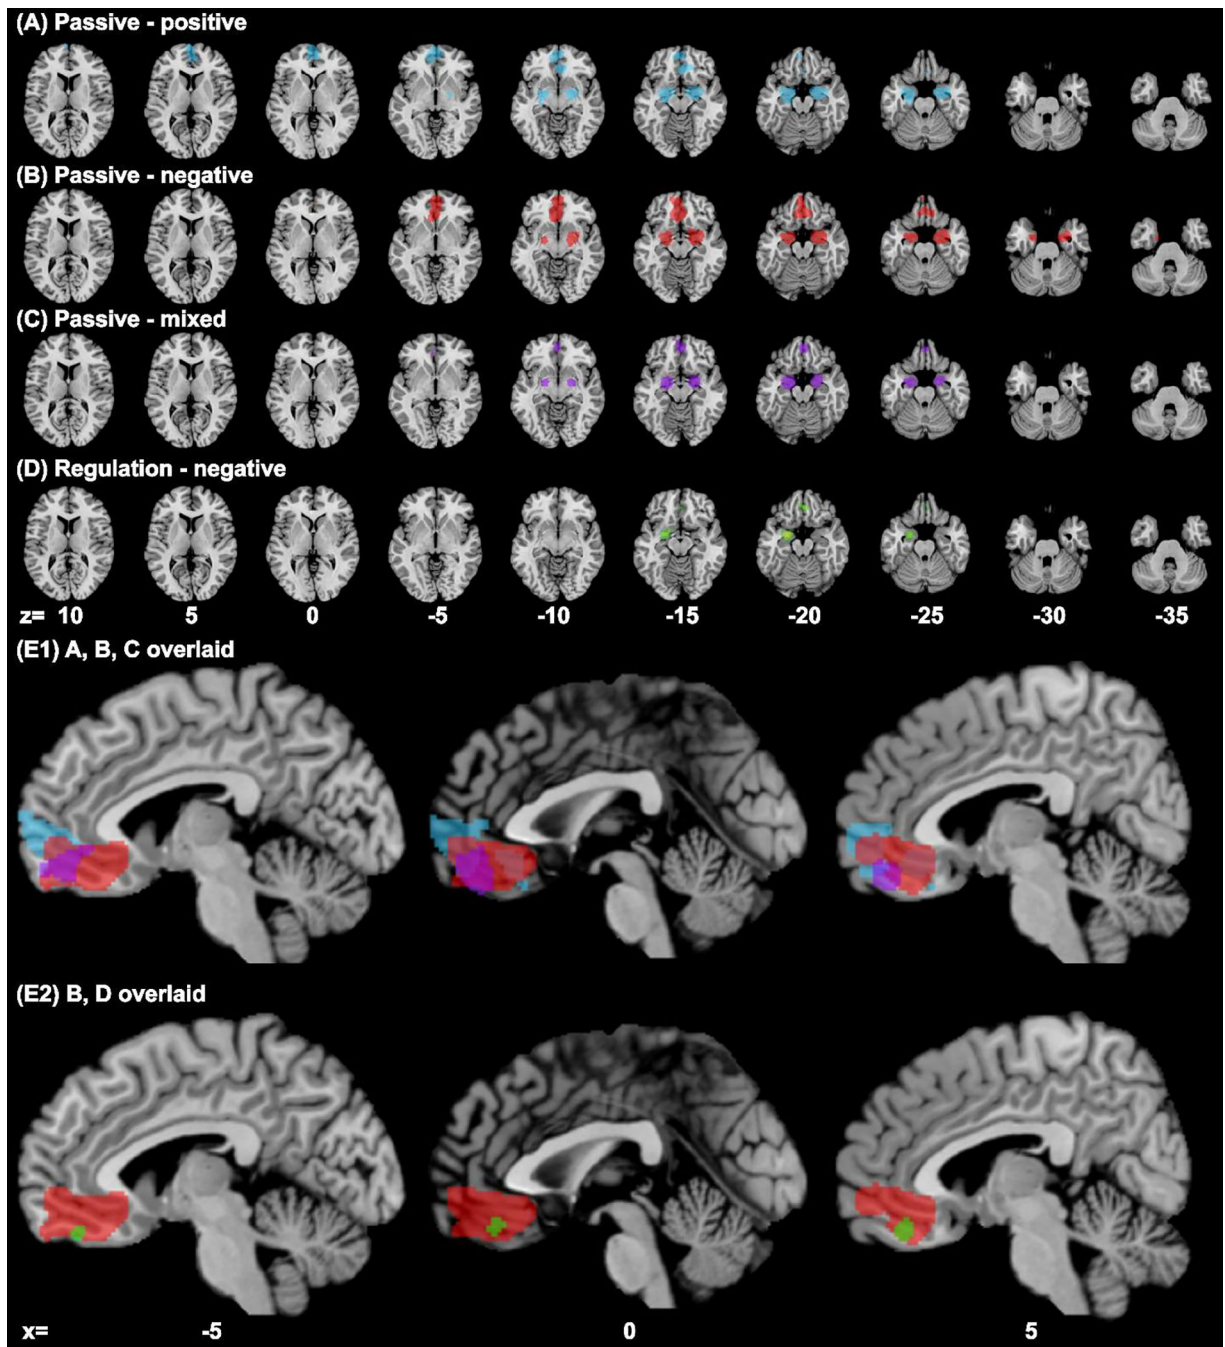 (A) Passive - positive
(B) Passive - negative
(C) Passive - mixed
(D) Regulation - negative
z= 10 5 0 -5 -10 -15 -20 -25 -30 -35
(E1) A, B, C overlaid
(E2) B, D overlaid
x= -5 0 5